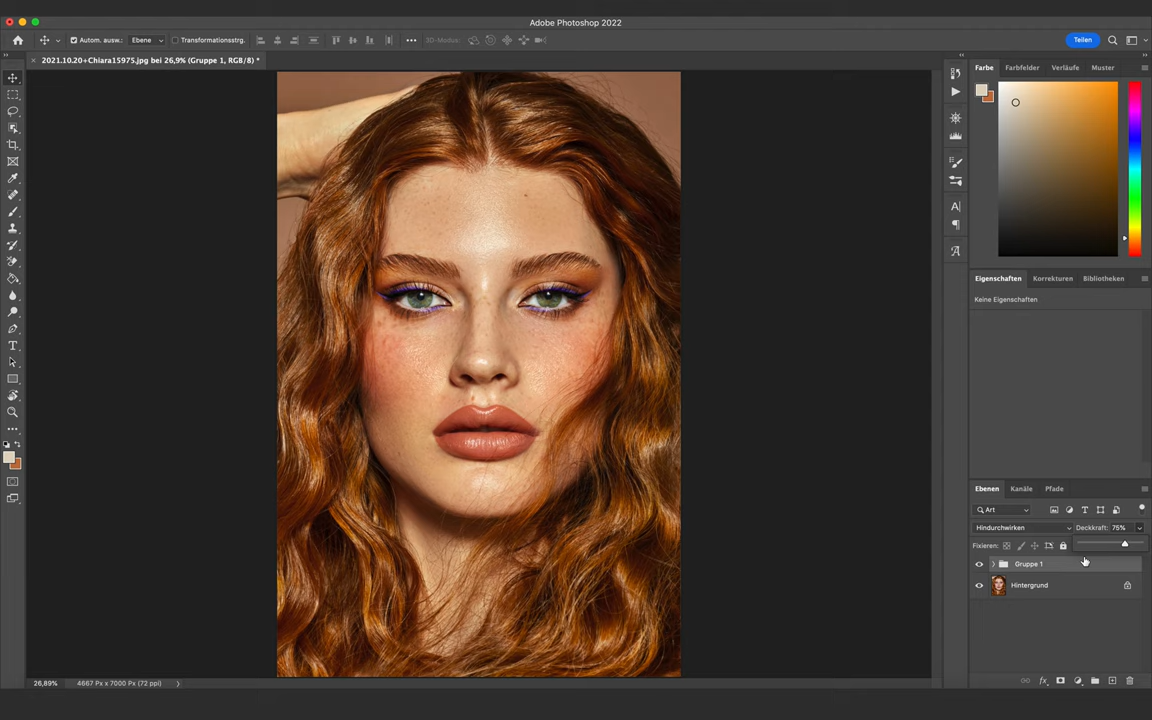 Adobe Photoshop 2022
Autom. ausw.: Ebene Transformationsstrg. ••• 3D-Modus: Teilen
2021.10.20+Chiara15975.jpg bei 26,9% (Gruppe 1, RGB/8) *
Farbe Farbfelder Verläufe Muster
Eigenschaften Korrekturen Bibliotheken
Keine Eigenschaften
Ebenen Kanäle Pfade
Art
Hindurchwirken Deckkraft: 75%
Fixieren:
Gruppe 1
Hintergrund
26,89% 4667 Px x 7000 Px (72 ppi)